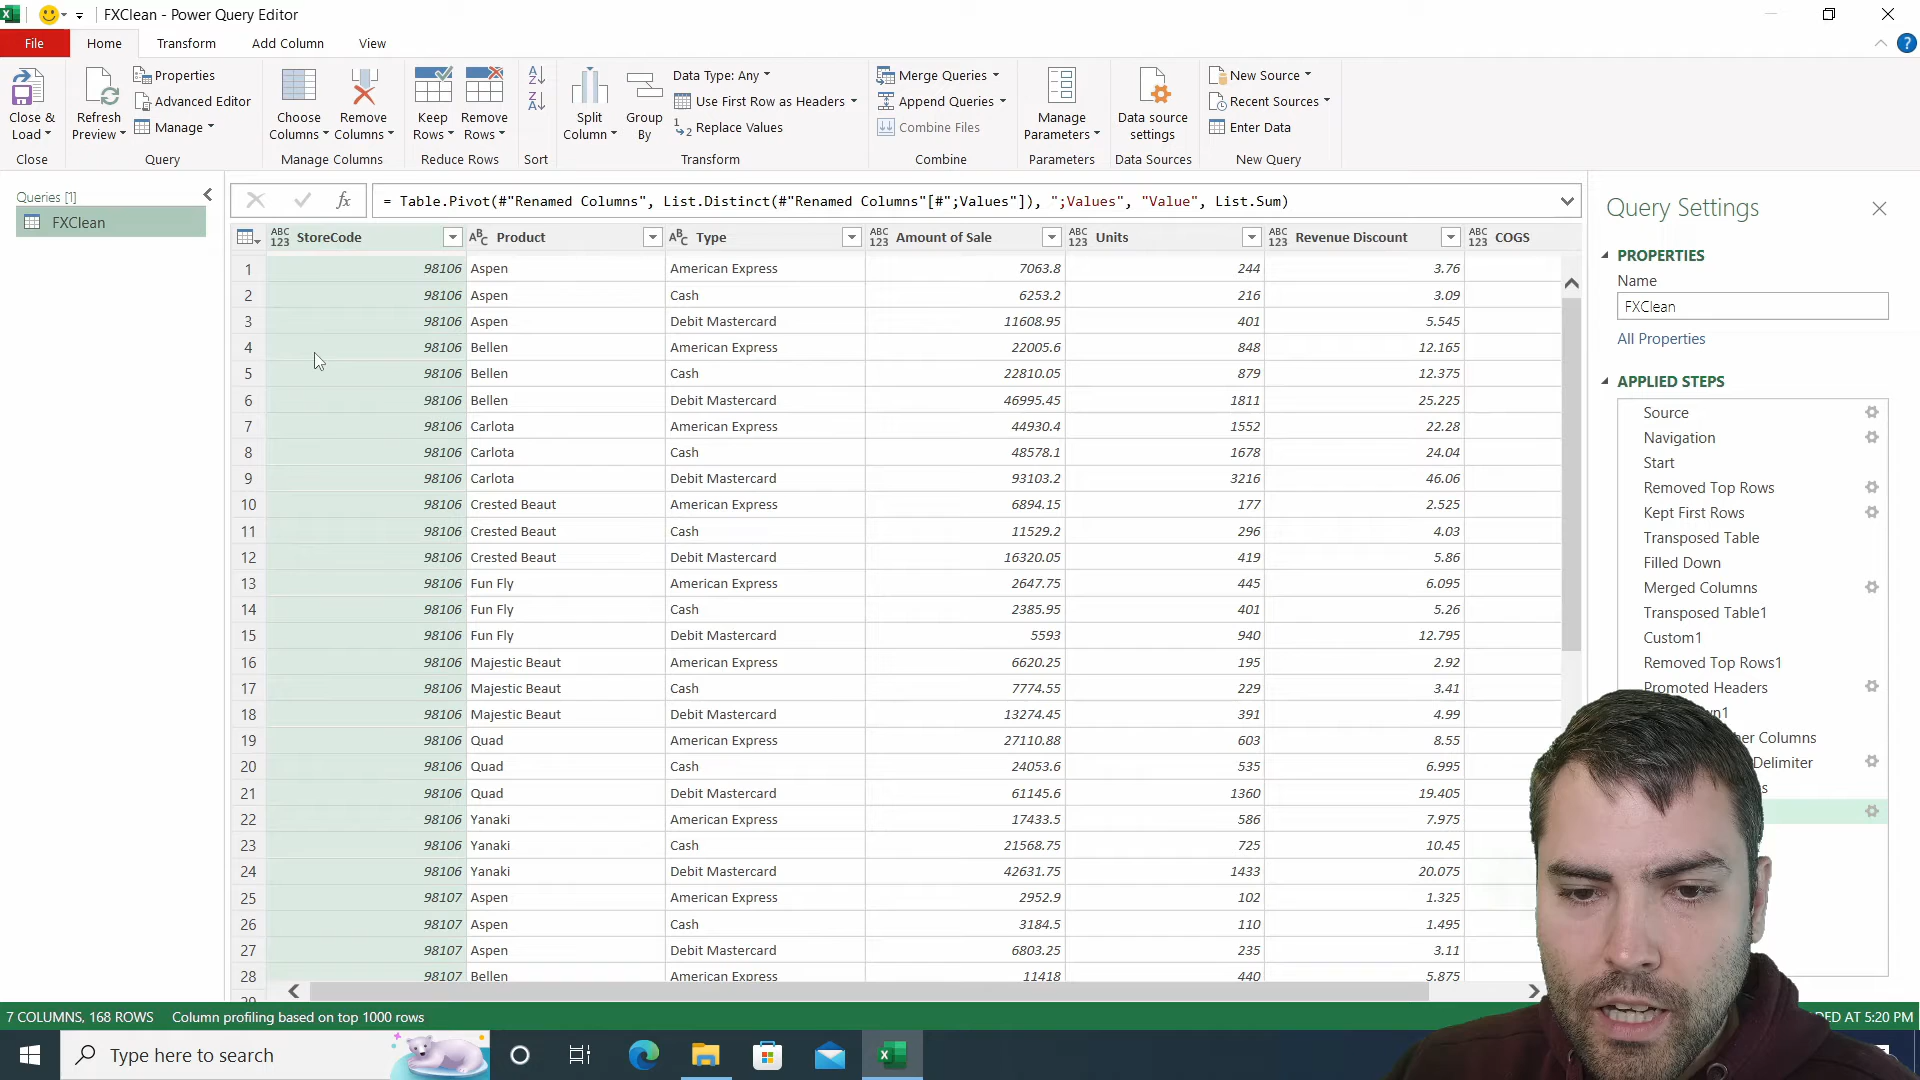 FXClean - Power Query Editor
File Home Transform Add Column View
Close & Load
Refresh Preview
Properties
Advanced Editor
Manage
Choose Columns
Remove Columns
Keep Rows
Remove Rows
Split Column
Group By
Data Type: Any
Use First Row as Headers
Replace Values
Merge Queries
Append Queries
Combine Files
Manage Parameters
Data source settings
New Source
Recent Sources
Enter Data
Close Query Manage Columns Reduce Rows Sort Transform Combine Parameters Data Sources New Query
Queries [1]
FXClean
fx = Table.Pivot(#"Renamed Columns", List.Distinct(#"Renamed Columns"[#";Values"]), ";Values", "Value", List.Sum)
ABC 123 StoreCode ABC Product ABC Type ABC 123 Amount of Sale ABC 123 Units ABC 123 Revenue Discount ABC 123 COGS
1 98106 Aspen American Express 7063.8 244 3.76
2 98106 Aspen Cash 6253.2 216 3.09
3 98106 Aspen Debit Mastercard 11608.95 401 5.545
4 98106 Bellen American Express 22005.6 848 12.165
5 98106 Bellen Cash 22810.05 879 12.375
6 98106 Bellen Debit Mastercard 46995.45 1811 25.225
7 98106 Carlota American Express 44930.4 1552 22.28
8 98106 Carlota Cash 48578.1 1678 24.04
9 98106 Carlota Debit Mastercard 93103.2 3216 46.06
10 98106 Crested Beaut American Express 6894.15 177 2.525
11 98106 Crested Beaut Cash 11529.2 296 4.03
12 98106 Crested Beaut Debit Mastercard 16320.05 419 5.86
13 98106 Fun Fly American Express 2647.75 445 6.095
14 98106 Fun Fly Cash 2385.95 401 5.26
15 98106 Fun Fly Debit Mastercard 5593 940 12.795
16 98106 Majestic Beaut American Express 6620.25 195 2.92
17 98106 Majestic Beaut Cash 7774.55 229 3.41
18 98106 Majestic Beaut Debit Mastercard 13274.45 391 4.99
19 98106 Quad American Express 27110.88 603 8.55
20 98106 Quad Cash 24053.6 535 6.995
21 98106 Quad Debit Mastercard 61145.6 1360 19.405
22 98106 Yanaki American Express 17433.5 586 7.975
23 98106 Yanaki Cash 21568.75 725 10.45
24 98106 Yanaki Debit Mastercard 42631.75 1433 20.075
25 98107 Aspen American Express 2952.9 102 1.325
26 98107 Aspen Cash 3184.5 110 1.495
27 98107 Aspen Debit Mastercard 6803.25 235 3.11
28 98107 Bellen American Express 11418 440 5.875
Query Settings
PROPERTIES
Name
FXClean
All Properties
APPLIED STEPS
Source
Navigation
Start
Removed Top Rows
Kept First Rows
Transposed Table
Filled Down
Merged Columns
Transposed Table1
Custom1
Removed Top Rows1
Promoted Headers
Columns
Delimiter
7 COLUMNS, 168 ROWS Column profiling based on top 1000 rows
AT 5:20 PM
Type here to search